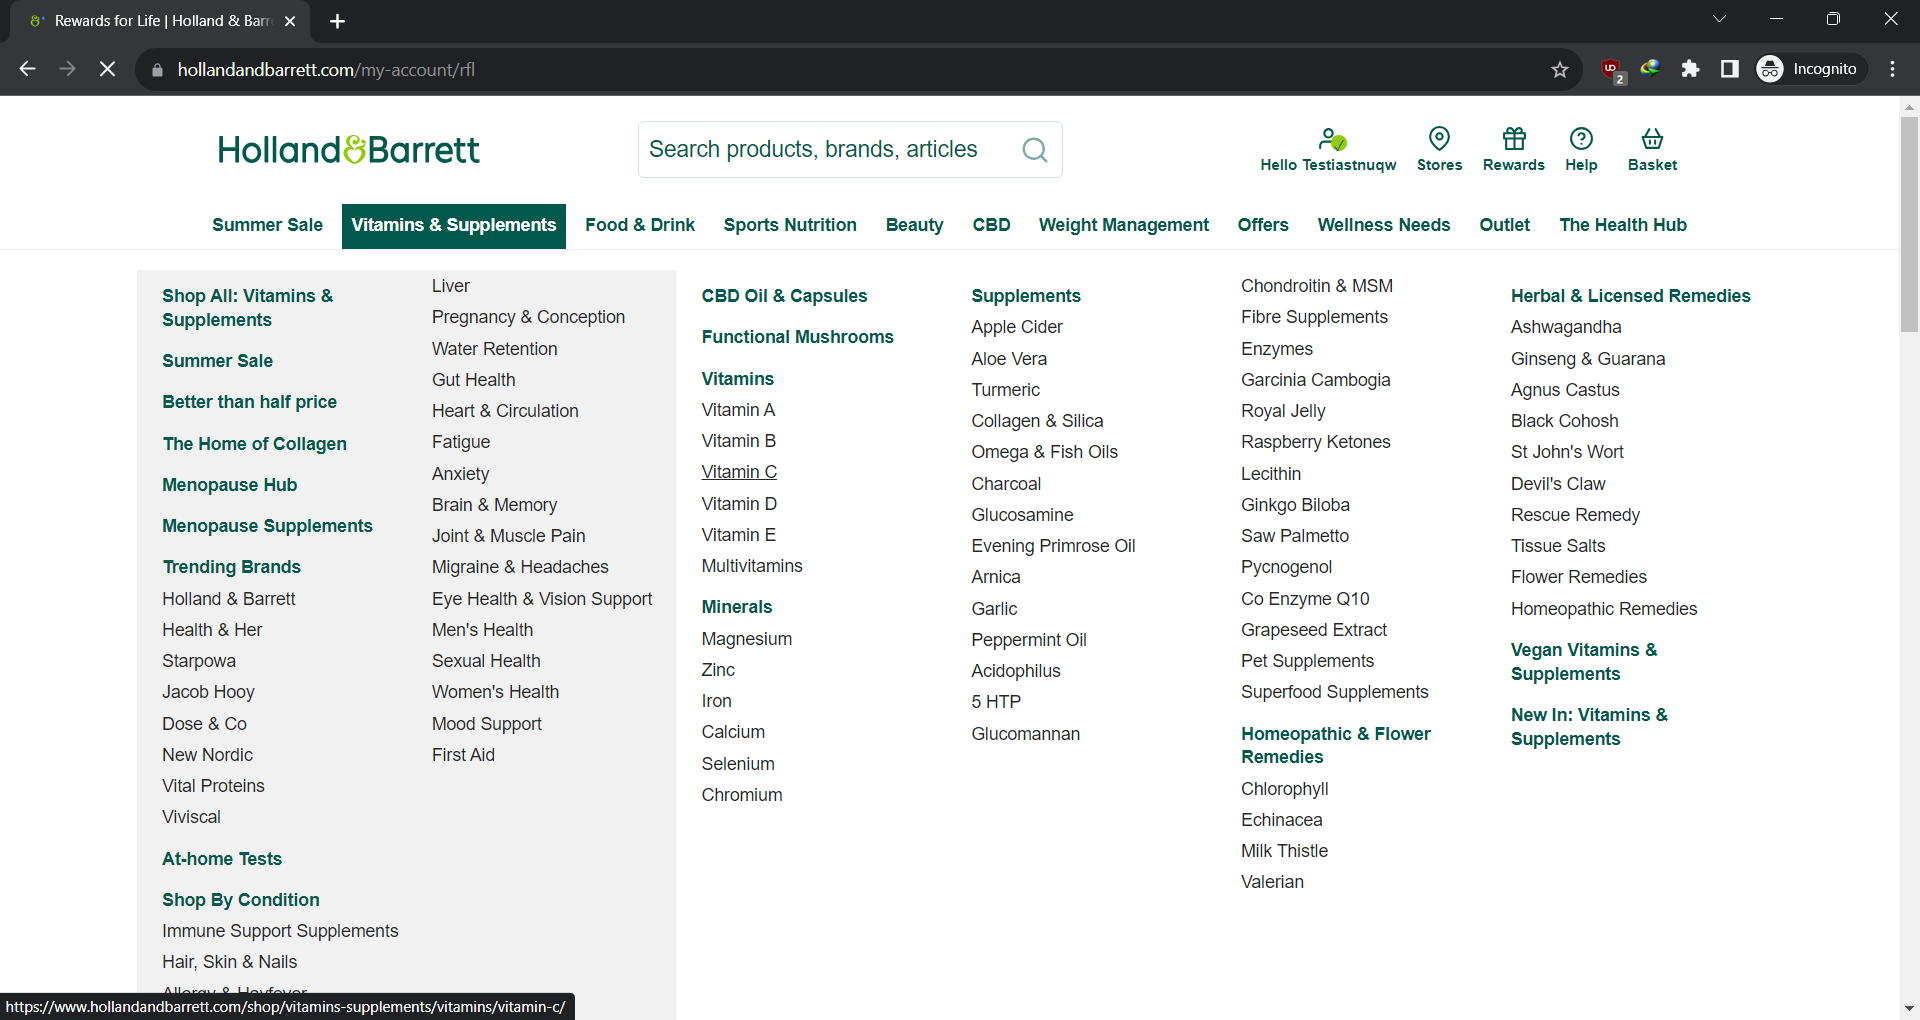 Rewards for Life | Holland & Barr
hollandandbarrett.com/my-account/rfl
2
Incognito
Holland&Barrett
Search products, brands, articles
Hello Testiastnuqw
Stores
Rewards
Help
Basket
Summer Sale
Vitamins & Supplements
Food & Drink
Sports Nutrition
Beauty
CBD
Weight Management
Offers
Wellness Needs
Outlet
The Health Hub
Shop All: Vitamins &
Supplements
Summer Sale
Better than half price
The Home of Collagen
Menopause Hub
Menopause Supplements
Trending Brands
Holland & Barrett
Health & Her
Starpowa
Jacob Hooy
Dose & Co
New Nordic
Vital Proteins
Viviscal
At-home Tests
Shop By Condition
Immune Support Supplements
Hair, Skin & Nails
Allergy & Hayfever
Liver
Pregnancy & Conception
Water Retention
Gut Health
Heart & Circulation
Fatigue
Anxiety
Brain & Memory
Joint & Muscle Pain
Migraine & Headaches
Eye Health & Vision Support
Men's Health
Sexual Health
Women's Health
Mood Support
First Aid
CBD Oil & Capsules
Functional Mushrooms
Vitamins
Vitamin A
Vitamin B
Vitamin C
Vitamin D
Vitamin E
Multivitamins
Minerals
Magnesium
Zinc
Iron
Calcium
Selenium
Chromium
Supplements
Apple Cider
Aloe Vera
Turmeric
Collagen & Silica
Omega & Fish Oils
Charcoal
Glucosamine
Evening Primrose Oil
Arnica
Garlic
Peppermint Oil
Acidophilus
5 HTP
Glucomannan
Chondroitin & MSM
Fibre Supplements
Enzymes
Garcinia Cambogia
Royal Jelly
Raspberry Ketones
Lecithin
Ginkgo Biloba
Saw Palmetto
Pycnogenol
Co Enzyme Q10
Grapeseed Extract
Pet Supplements
Superfood Supplements
Homeopathic & Flower
Remedies
Chlorophyll
Echinacea
Milk Thistle
Valerian
Herbal & Licensed Remedies
Ashwagandha
Ginseng & Guarana
Agnus Castus
Black Cohosh
St John's Wort
Devil's Claw
Rescue Remedy
Tissue Salts
Flower Remedies
Homeopathic Remedies
Vegan Vitamins &
Supplements
New In: Vitamins &
Supplements
https://www.hollandandbarrett.com/shop/vitamins-supplements/vitamins/vitamin-c/